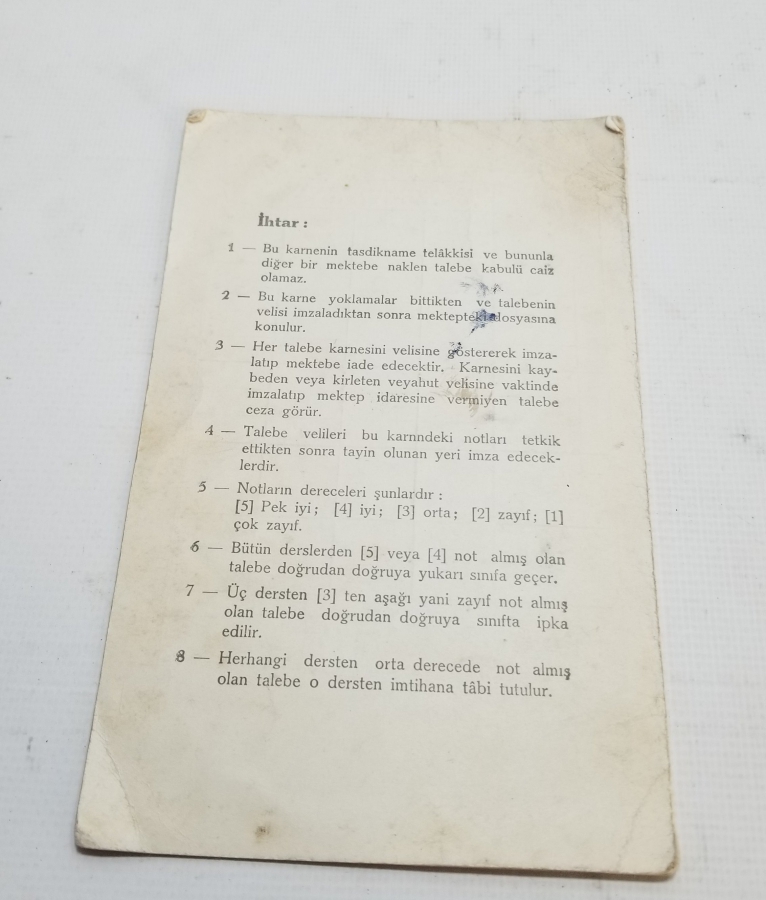 İhtar :
1 — Bu karnenin tasdikname telâkkisi ve bununla
diğer bir mektebe naklen talebe kabulü caiz
olamaz.
2 — Bu karne yoklamalar bittikten ve talebenin
velisi imzaladıktan sonra mektepteki dosyasına
konulur.
3 — Her talebe karnesini velisine göstererek imza-
latıp mektebe iade edecektir. Karnesini kay-
beden veya kirleten veyahut velisine vaktinde
imzalatıp mektep idaresine vermiyen talebe
ceza görür.
4 — Talebe velileri bu karnndeki notları tetkik
ettikten sonra tayin olunan yeri imza edecek-
lerdir.
5 — Notların dereceleri şunlardır :
[5] Pek iyi ; [4] iyi ; [3] orta ; [2] zayıf ; [1]
çok zayıf.
6 — Bütün derslerden [5] veya [4] not almış olan
talebe doğrudan doğruya yukarı sınıfa geçer.
7 — Üç dersten [3] ten aşağı yani zayıf not almış
olan talebe doğrudan doğruya sınıfta ipka
edilir.
8 — Herhangi dersten orta derecede not almış
olan talebe o dersten imtihana tâbi tutulur.